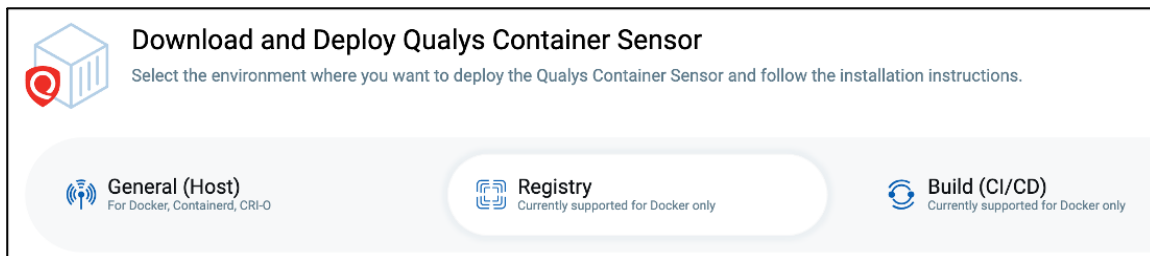 Download and Deploy Qualys Container Sensor
Select the environment where you want to deploy the Qualys Container Sensor and follow the installation instructions.
General (Host)
For Docker, Containerd, CRI-O
Registry
Currently supported for Docker only
Build (CI/CD)
Currently supported for Docker only